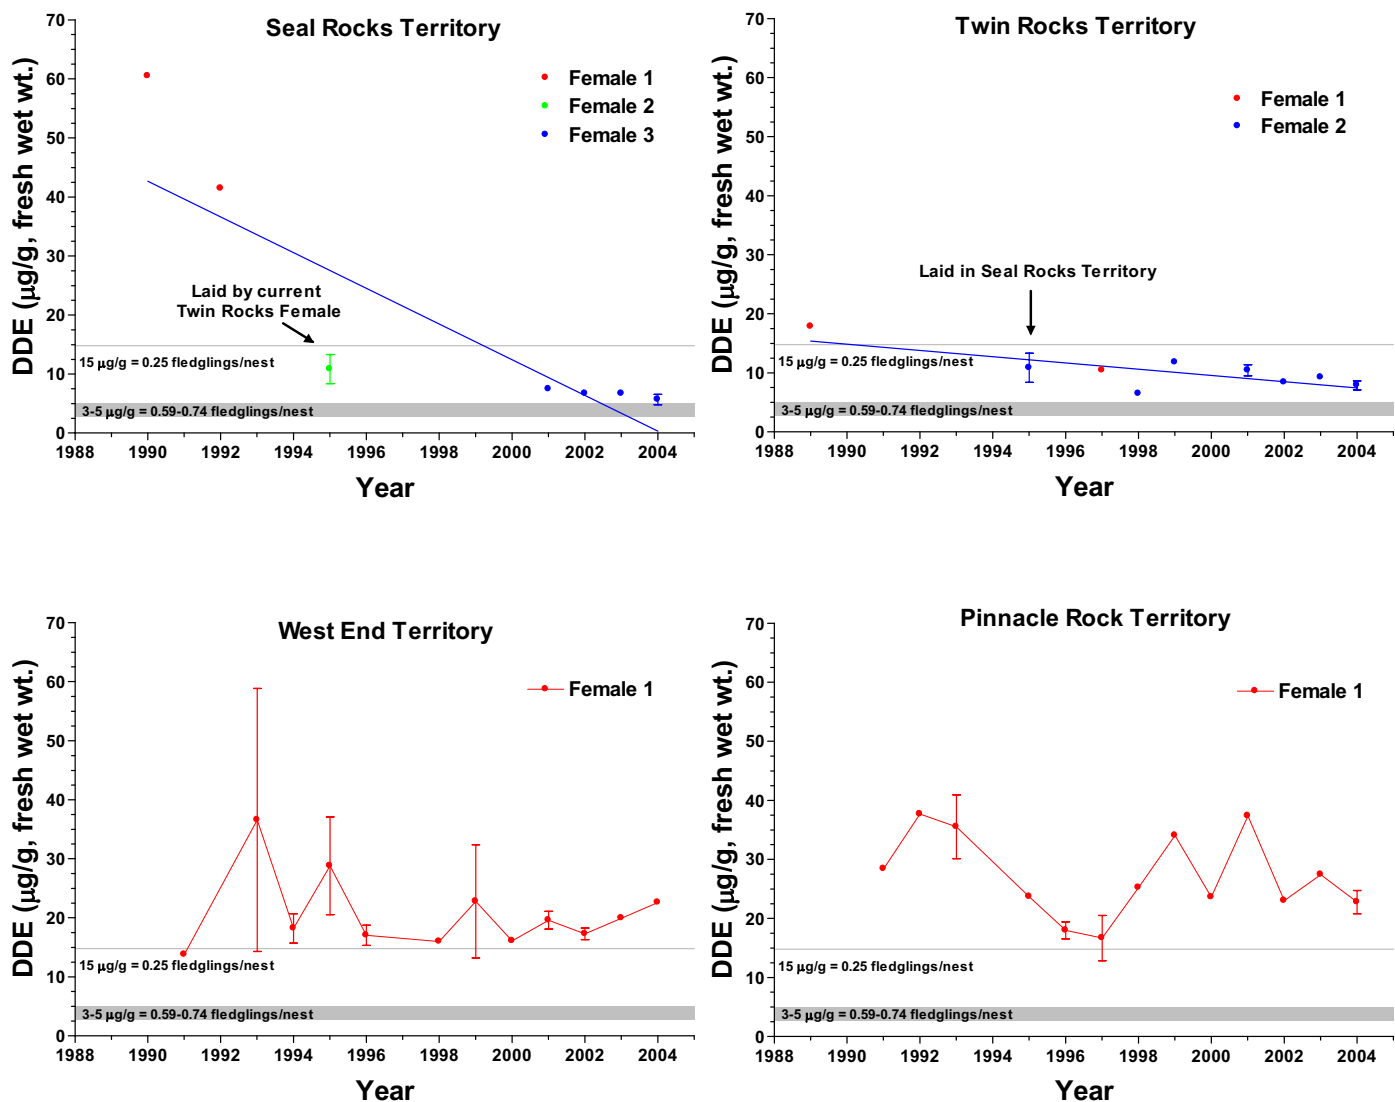 Seal Rocks Territory
DDE (µg/g, fresh wet wt.)
70
60
50
40
30
20
10
0
Female 1
Female 2
Female 3
Laid by current
Twin Rocks Female
15 µg/g = 0.25 fledglings/nest
3-5 µg/g = 0.59-0.74 fledglings/nest
1988 1990 1992 1994 1996 1998 2000 2002 2004
Year
Twin Rocks Territory
DDE (µg/g, fresh wet wt.)
70
60
50
40
30
20
10
0
Female 1
Female 2
Laid in Seal Rocks Territory
15 µg/g = 0.25 fledglings/nest
3-5 µg/g = 0.59-0.74 fledglings/nest
1988 1990 1992 1994 1996 1998 2000 2002 2004
Year
West End Territory
DDE (µg/g, fresh wet wt.)
70
60
50
40
30
20
10
0
Female 1
15 µg/g = 0.25 fledglings/nest
3-5 µg/g = 0.59-0.74 fledglings/nest
1988 1990 1992 1994 1996 1998 2000 2002 2004
Year
Pinnacle Rock Territory
DDE (µg/g, fresh wet wt.)
70
60
50
40
30
20
10
0
Female 1
15 µg/g = 0.25 fledglings/nest
3-5 µg/g = 0.59-0.74 fledglings/nest
1988 1990 1992 1994 1996 1998 2000 2002 2004
Year